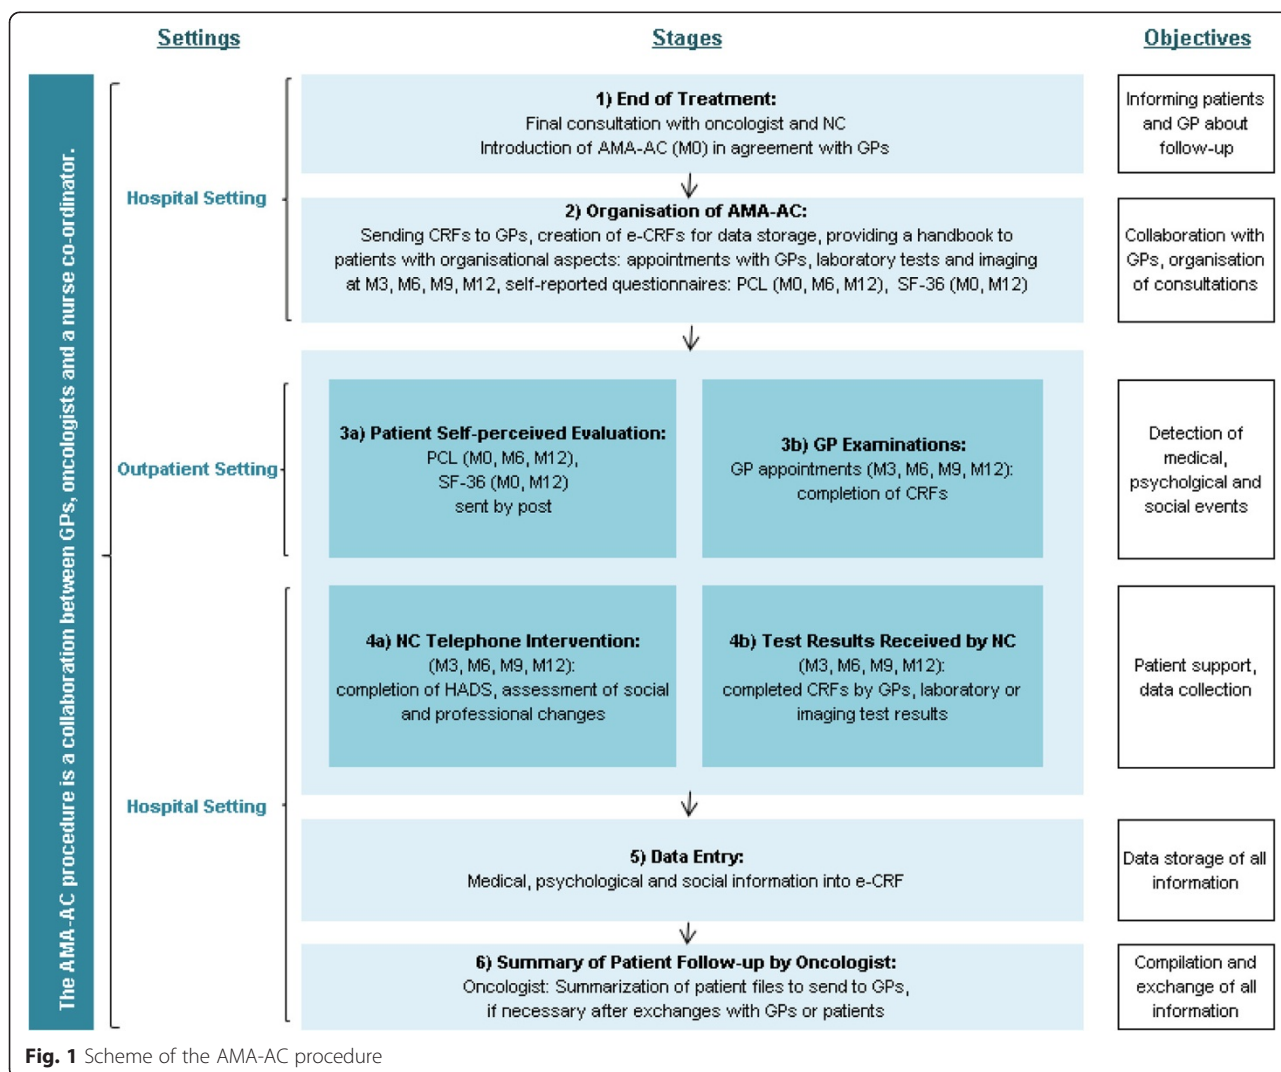 Settings
Stages
Objectives
The AMA-AC procedure is a collaboration between GPs, oncologists and a nurse co-ordinator.
Hospital Setting
1) End of Treatment:
Final consultation with oncologist and NC
Introduction of AMA-AC (M0) in agreement with GPs
Informing patients
and GP about
follow-up
2) Organisation of AMA-AC:
Sending CRFs to GPs, creation of e-CRFs for data storage, providing a handbook to
patients with organisational aspects: appointments with GPs, laboratory tests and imaging
at M3, M6, M9, M12, self-reported questionnaires: PCL (M0, M6, M12), SF-36 (M0, M12)
Collaboration with
GPs, organisation
of consultations
Outpatient Setting
3a) Patient Self-perceived Evaluation:
PCL (M0, M6, M12),
SF-36 (M0, M12)
sent by post
3b) GP Examinations:
GP appointments (M3, M6, M9, M12):
completion of CRFs
Detection of
medical,
psycholgical and
social events
Hospital Setting
4a) NC Telephone Intervention:
(M3, M6, M9, M12):
completion of HADS, assessment of social
and professional changes
4b) Test Results Received by NC
(M3, M6, M9, M12):
completed CRFs by GPs, laboratory or
imaging test results
Patient support,
data collection
5) Data Entry:
Medical, psychological and social information into e-CRF
Data storage of all
information
6) Summary of Patient Follow-up by Oncologist:
Oncologist: Summarization of patient files to send to GPs,
if necessary after exchanges with GPs or patients
Compilation and
exchange of all
information
Fig. 1 Scheme of the AMA-AC procedure